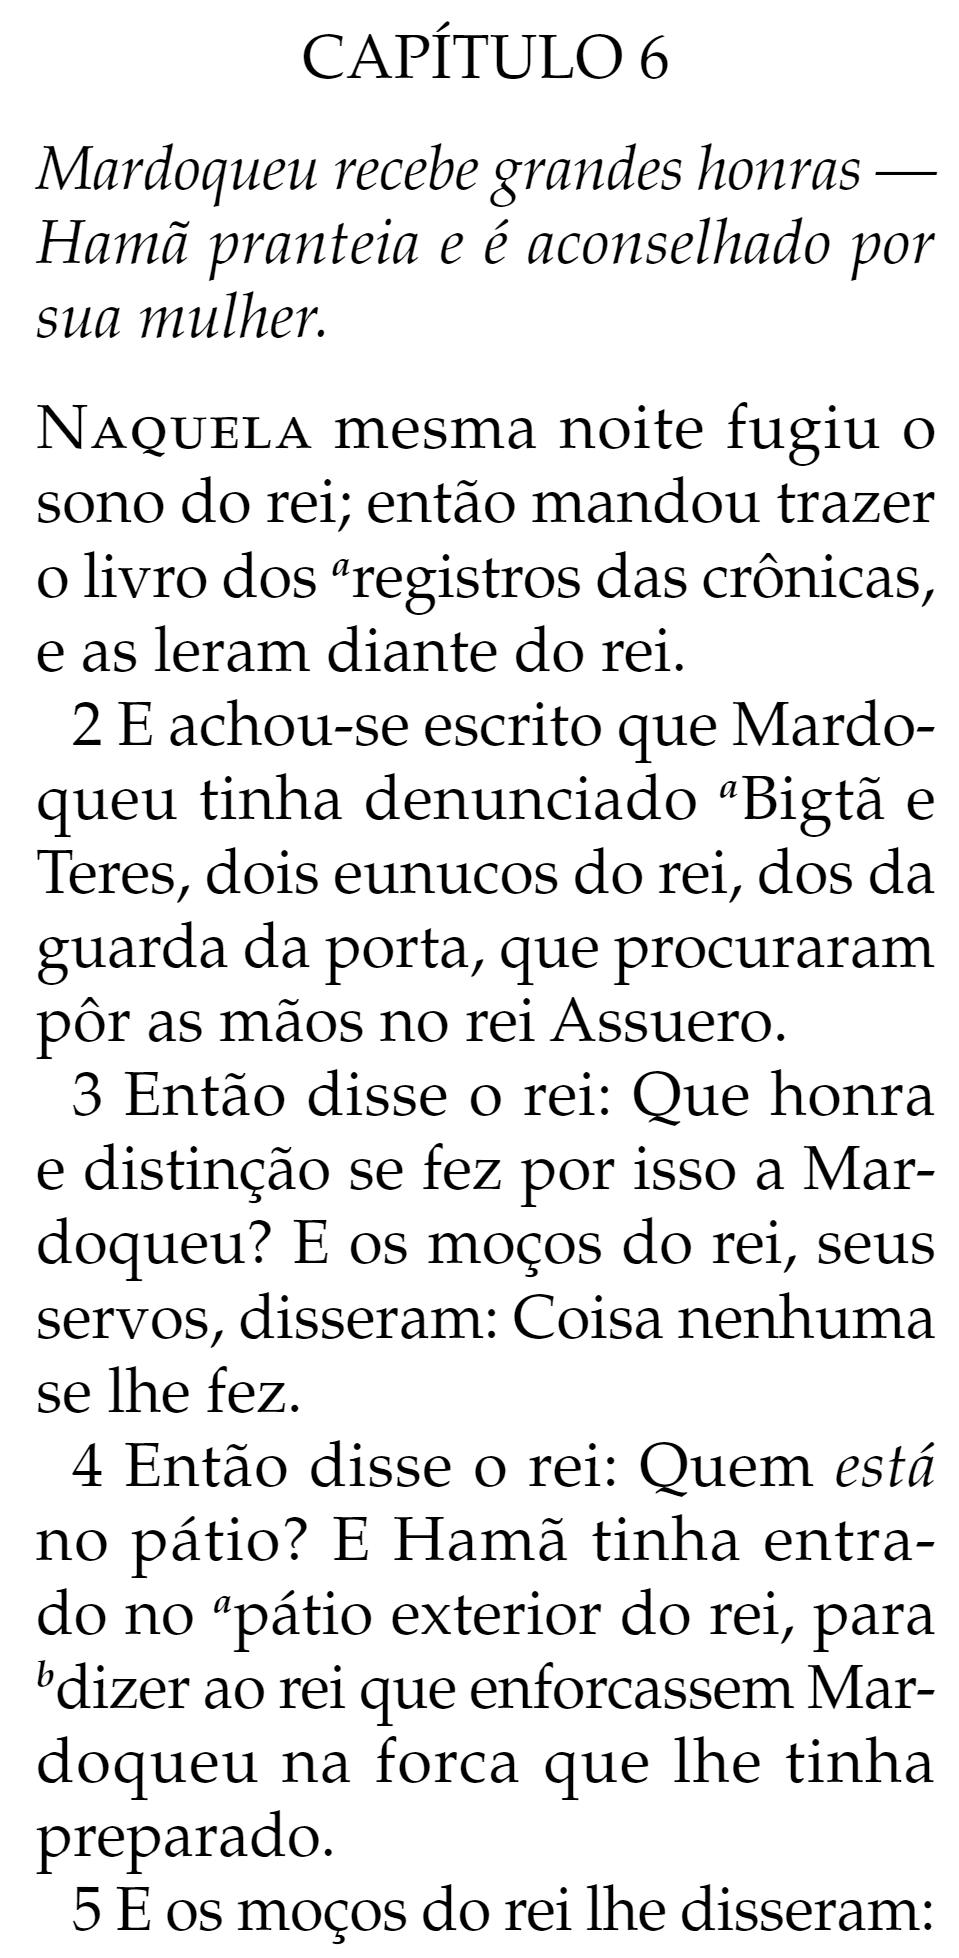 CAPÍTULO 6
Mardoqueu recebe grandes honras —
Hamã pranteia e é aconselhado por
sua mulher.
Naquela mesma noite fugiu o
sono do rei; então mandou trazer
o livro dos aregistros das crônicas,
e as leram diante do rei.
2 E achou-se escrito que Mardo-
queu tinha denunciado aBigtã e
Teres, dois eunucos do rei, dos da
guarda da porta, que procuraram
pôr as mãos no rei Assuero.
3 Então disse o rei: Que honra
e distinção se fez por isso a Mar-
doqueu? E os moços do rei, seus
servos, disseram: Coisa nenhuma
se lhe fez.
4 Então disse o rei: Quem está
no pátio? E Hamã tinha entra-
do no apátio exterior do rei, para
bdizer ao rei que enforcassem Mar-
doqueu na forca que lhe tinha
preparado.
5 E os moços do rei lhe disseram: